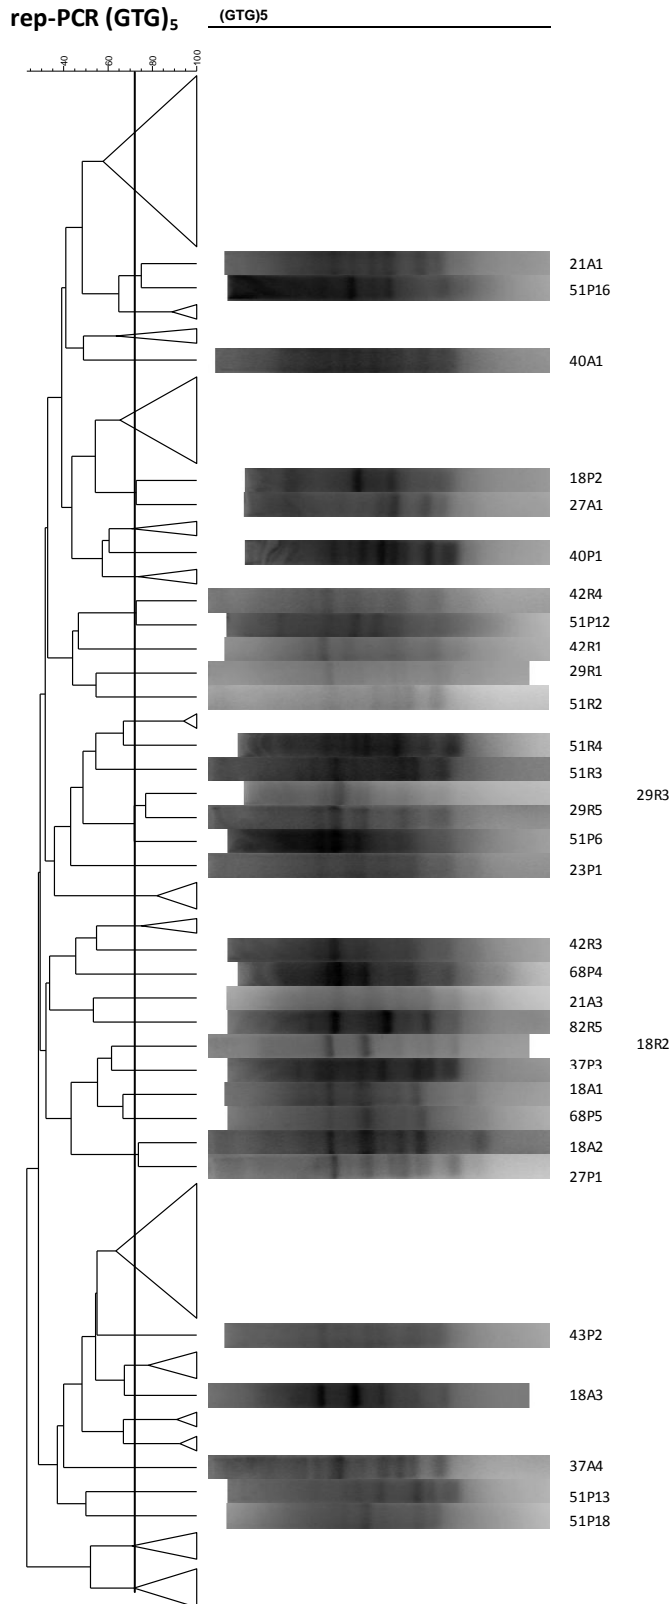 rep-PCR (GTG)5
(GTG)5
40
60
80
100
21A1
51P16
40A1
18P2
27A1
40P1
42R4
51P12
42R1
29R1
51R2
51R4
51R3
29R3
29R5
51P6
23P1
42R3
68P4
21A3
82R5
18R2
37P3
18A1
68P5
18A2
27P1
43P2
18A3
37A4
51P13
51P18